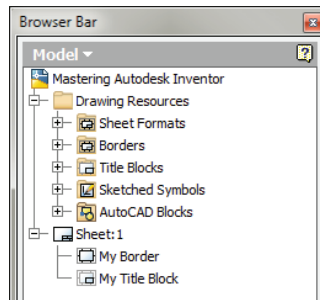 Browser Bar
Model
Mastering Autodesk Inventor
Drawing Resources
Sheet Formats
Borders
Title Blocks
Sketched Symbols
AutoCAD Blocks
Sheet:1
My Border
My Title Block